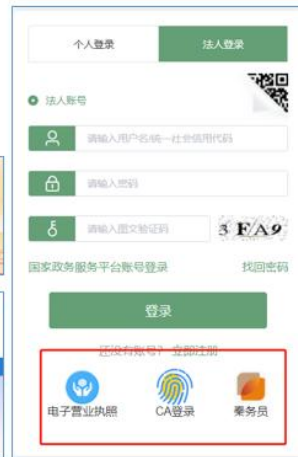 个人登录 法人登录
法人账号
请输入用户名/统一社会信用代码
请输入密码
请输入图文验证码 3 FA9
国家政务服务平台账号登录 找回密码
登录
还没有账号? 立即注册
电子营业执照 CA登录 秦务员